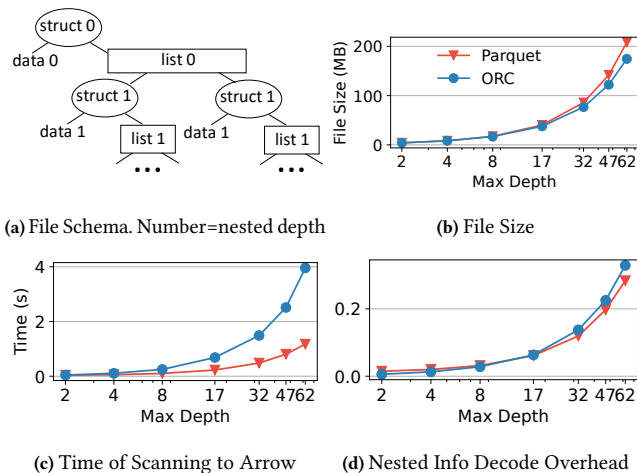 struct 0
data 0
list 0
struct 1
struct 1
data 1
data 1
list 1
list 1
•••
•••
(a) File Schema. Number=nested depth
File Size (MB)
200
100
0
Parquet
ORC
2 4 8 17 32 4762
Max Depth
(b) File Size
Time (s)
4
2
0
2 4 8 17 32 4762
Max Depth
(c) Time of Scanning to Arrow
0.2
0.0
2 4 8 17 32 4762
Max Depth
(d) Nested Info Decode Overhead